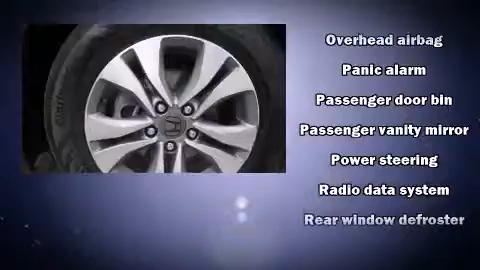 Overhead airbag
Panic alarm
Passenger door bin
Passenger vanity mirror
Power steering
Radio data system
Rear window defroster